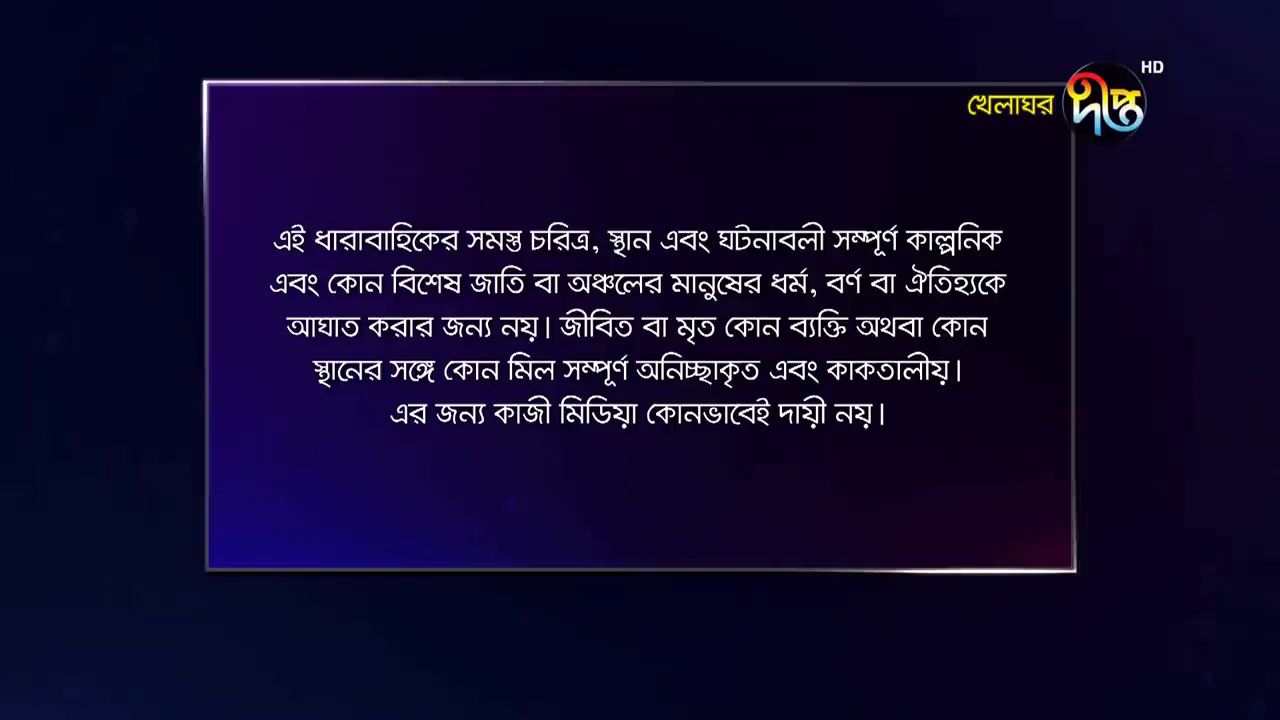 HD
খেলাঘর
দীপ্ত
এই ধারাবাহিকের সমস্ত চরিত্র, স্থান এবং ঘটনাবলী সম্পূর্ণ কাল্পনিক
এবং কোন বিশেষ জাতি বা অঞ্চলের মানুষের ধর্ম, বর্ণ বা ঐতিহ্যকে
আঘাত করার জন্য নয়। জীবিত বা মৃত কোন ব্যক্তি অথবা কোন
স্থানের সঙ্গে কোন মিল সম্পূর্ণ অনিচ্ছাকৃত এবং কাকতালীয়।
এর জন্য কাজী মিডিয়া কোনভাবেই দায়ী নয়।